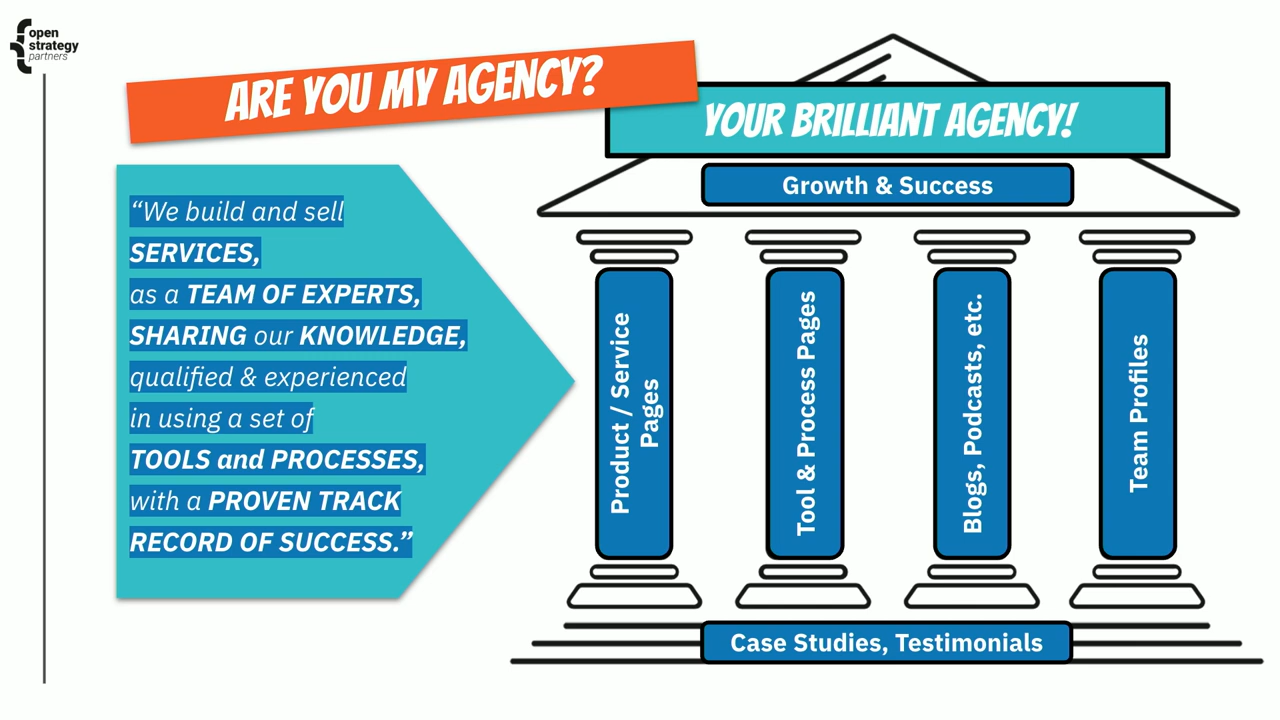 open
strategy
partners
ARE YOU MY AGENCY?
YOUR BRILLIANT AGENCY!
Growth & Success
“We build and sell
SERVICES,
as a TEAM OF EXPERTS,
SHARING our KNOWLEDGE,
qualified & experienced
in using a set of
TOOLS and PROCESSES,
with a PROVEN TRACK
RECORD OF SUCCESS.”
Product / Service
Pages
Tool & Process Pages
Blogs, Podcasts, etc.
Team Profiles
Case Studies, Testimonials